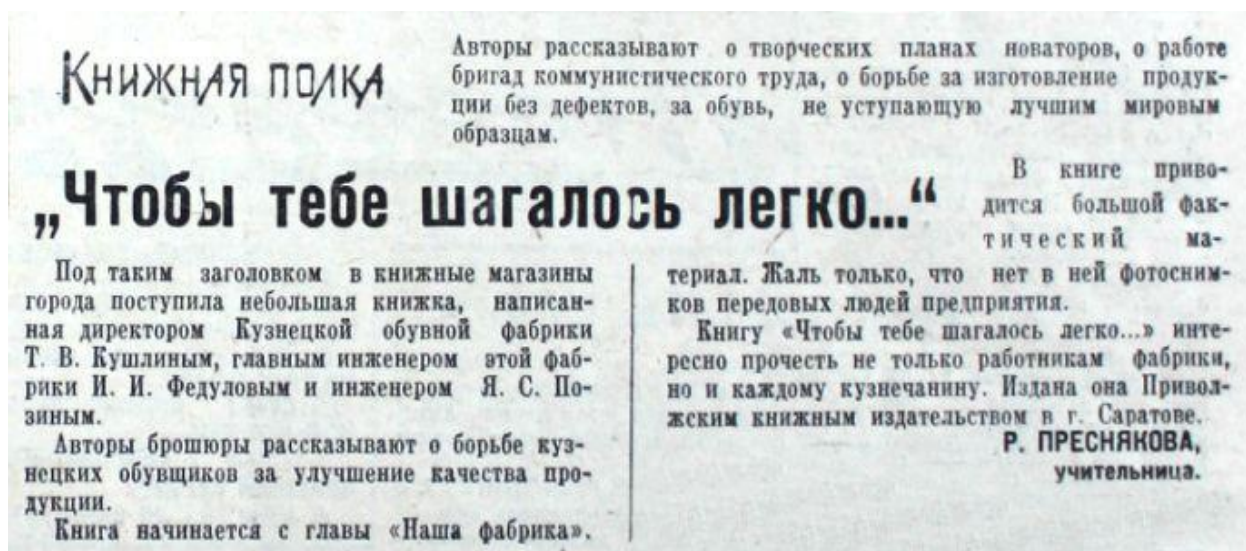 Книжная полка
„Чтобы тебе шагалось легко...“
Под таким заголовком в книжные магазины
города поступила небольшая книжка, написан-
ная директором Кузнецкой обувной фабрики
Т. В. Кушлиным, главным инженером этой фаб-
рики И. И. Федуловым и инженером Я. С. По-
зиным.
Авторы брошюры рассказывают о борьбе куз-
нецких обувщиков за улучшение качества про-
дукции.
Книга начинается с главы «Наша фабрика».
Авторы рассказывают о творческих планах новаторов, о работе
бригад коммунистического труда, о борьбе за изготовление продук-
ции без дефектов, за обувь, не уступающую лучшим мировым
образцам.
В книге приво-
дится большой фак-
тический ма-
териал. Жаль только, что нет в ней фотосним-
ков передовых людей предприятия.
Книгу «Чтобы тебе шагалось легко...» инте-
ресно прочесть не только работникам фабрики,
но и каждому кузнечанину. Издана она Приволж-
жским книжным издательством в г. Саратове.
Р. ПРЕСНЯКОВА,
учительница.